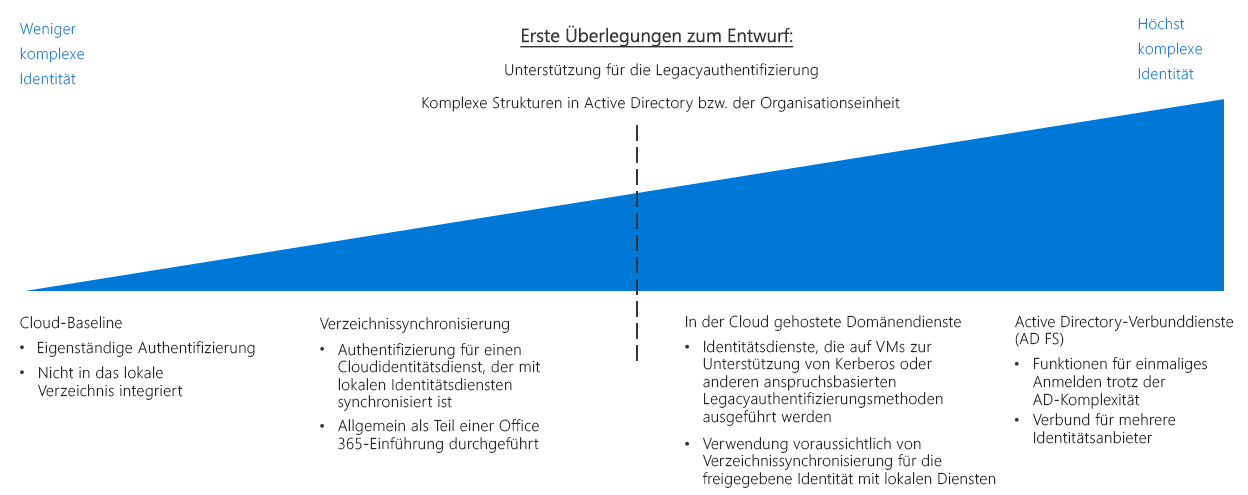 Weniger
komplexe
Identität
Erste Überlegungen zum Entwurf:
Unterstützung für die Legacyauthentifizierung
Komplexe Strukturen in Active Directory bzw. der Organisationseinheit
Höchst
komplexe
Identität
Cloud-Baseline
• Eigenständige Authentifizierung
• Nicht in das lokale
Verzeichnis integriert
Verzeichnissynchronisierung
• Authentifizierung für einen
Cloudidentitätsdienst, der mit
lokalen Identitätsdiensten
synchronisiert ist
• Allgemein als Teil einer Office
365-Einführung durchgeführt
In der Cloud gehostete Domänendienste
• Identitätsdienste, die auf VMs zur
Unterstützung von Kerberos oder
anderen anspruchsbasierten
Legacyauthentifizierungsmethoden
ausgeführt werden
• Verwendung voraussichtlich von
Verzeichnissynchronisierung für die
freigegebene Identität mit lokalen Diensten
Active Directory-Verbunddienste
(AD FS)
• Funktionen für einmaliges
Anmelden trotz der
AD-Komplexität
• Verbund für mehrere
Identitätsanbieter